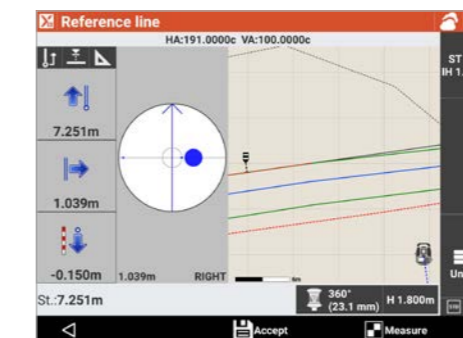 Reference line
HA:191.0000c VA:100.0000c
ST
IH 1.
7.251m
1.039m
-0.150m
1.039m RIGHT
6m
St.:7.251m
360°
(23.1 mm)
H 1.800m
Un
Accept
Measure